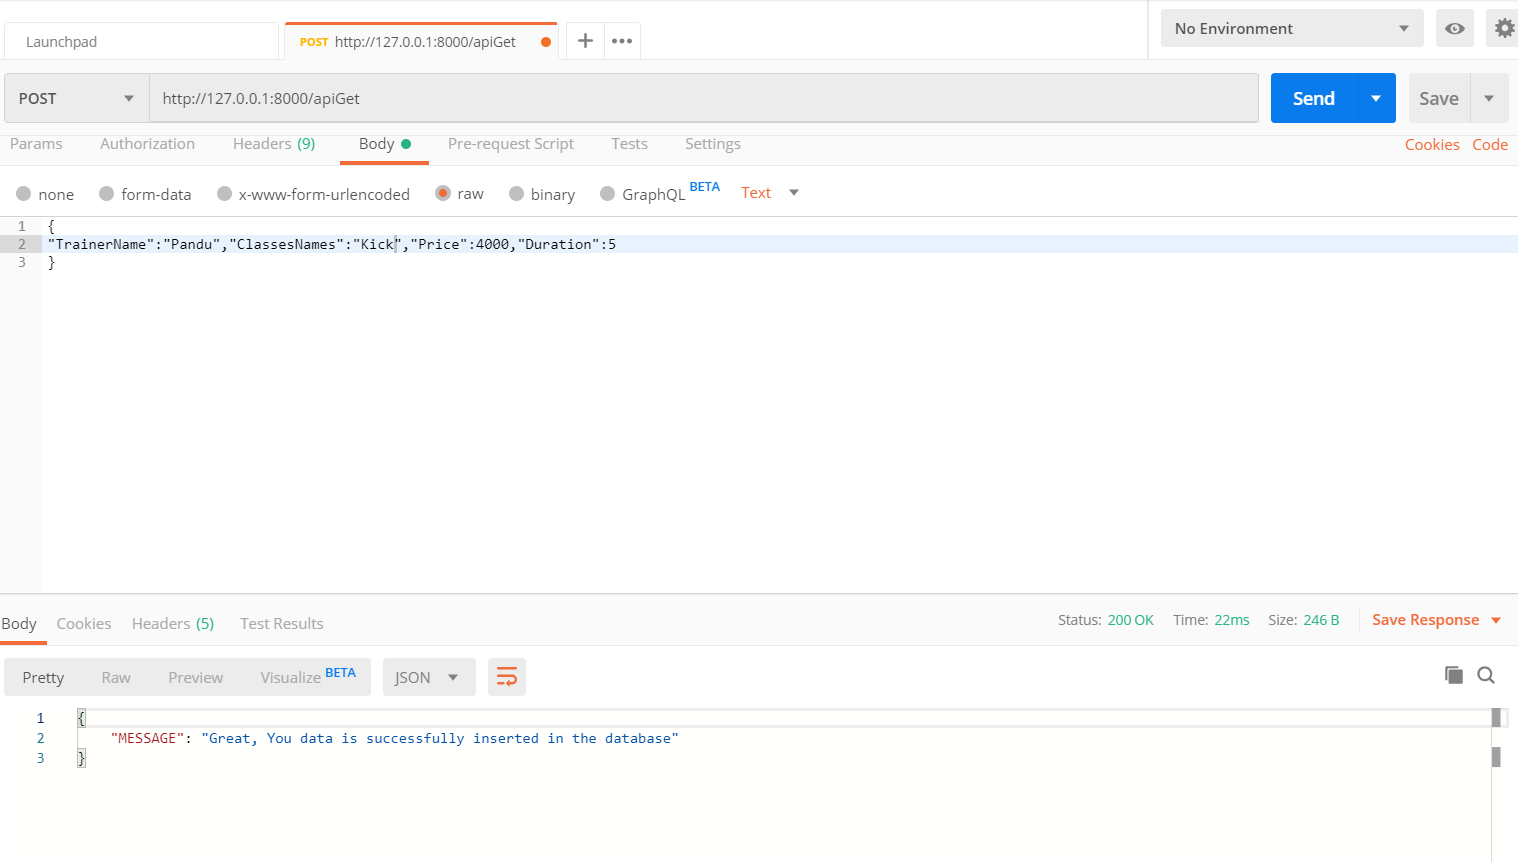 Launchpad
POST http://127.0.0.1:8000/apiGet
No Environment
POST http://127.0.0.1:8000/apiGet
Send
Save
Params Authorization Headers (9) Body Pre-request Script Tests Settings
Cookies Code
none form-data x-www-form-urlencoded raw binary GraphQL BETA Text
1 {
2 "TrainerName":"Pandu","ClassesNames":"Kick","Price":4000,"Duration":5
3 }
Body Cookies Headers (5) Test Results
Status: 200 OK Time: 22ms Size: 246 B Save Response
Pretty Raw Preview Visualize BETA JSON
1 {
2 "MESSAGE": "Great, You data is successfully inserted in the database"
3 }